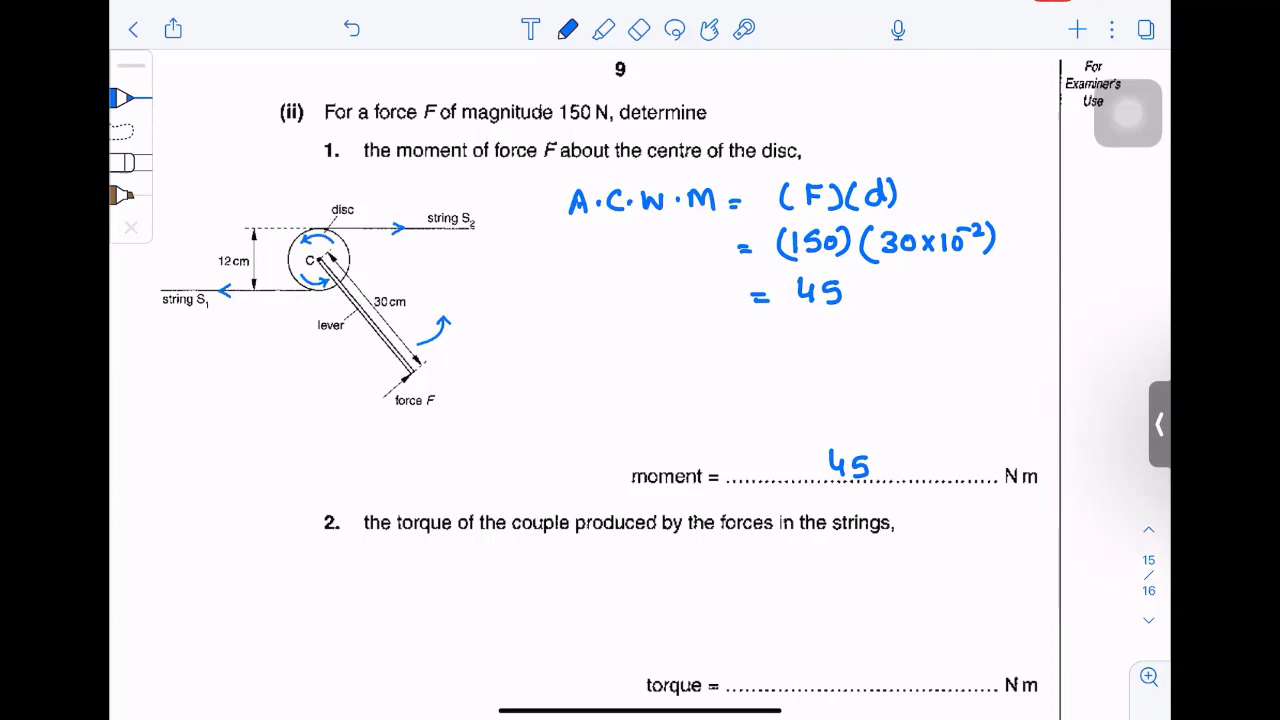 T
9
For
Examiner's
Use
(ii) For a force F of magnitude 150 N, determine
1. the moment of force F about the centre of the disc,
A.C.W.M = (F)(d)
= (150)(30×10⁻²)
= 45
disc
string S₂
12 cm
C
string S₁
30 cm
lever
force F
45
moment = .......................................... N m
2. the torque of the couple produced by the forces in the strings,
15
/
16
torque = .......................................... N m